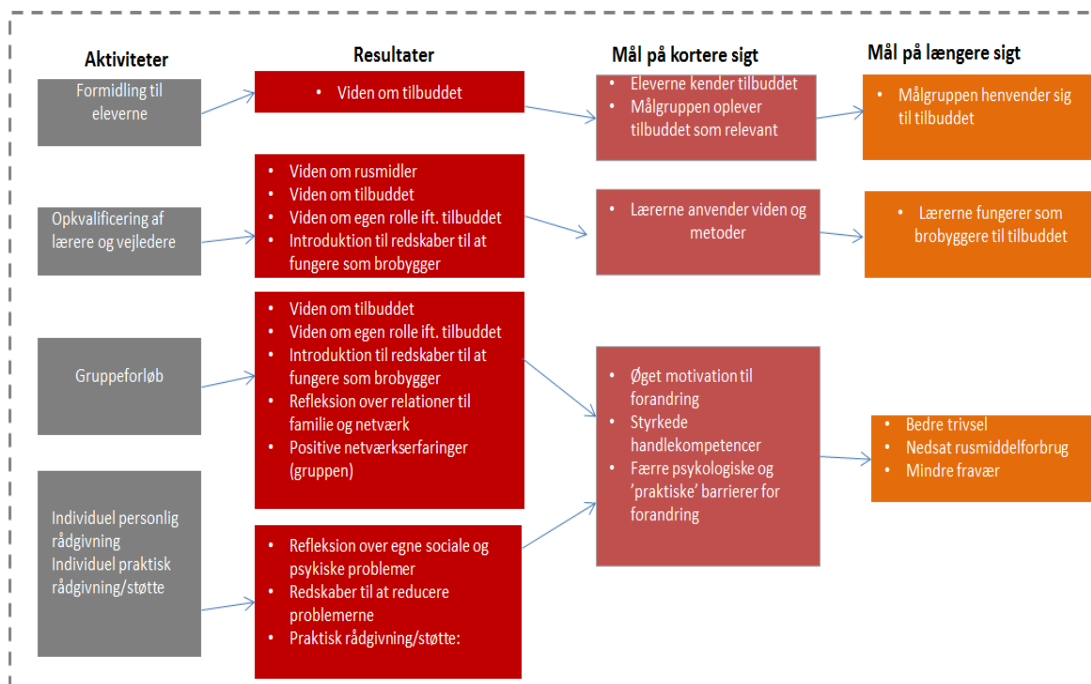 Aktiviteter
Resultater
Mål på kortere sigt
Mål på længere sigt
Formidling til
eleverne
• Viden om tilbuddet
• Eleverne kender tilbuddet
• Målgruppen oplever
tilbuddet som relevant
• Målgruppen henvender sig
til tilbuddet
Opkvalificering af
lærere og vejledere
• Viden om rusmidler
• Viden om tilbuddet
• Viden om egen rolle ift. tilbuddet
• Introduktion til redskaber til at
fungere som brobygger
• Lærerne anvender viden og
metoder
• Lærerne fungerer som
brobyggere til tilbuddet
Gruppeforløb
• Viden om tilbuddet
• Viden om egen rolle ift. tilbuddet
• Introduktion til redskaber til at
fungere som brobygger
• Refleksion over relationer til
familie og netværk
• Positive netværkserfaringer
(gruppen)
Individuel personlig
rådgivning
Individuel praktisk
rådgivning/støtte
• Refleksion over egne sociale og
psykiske problemer
• Redskaber til at reducere
problemerne
• Praktisk rådgivning/støtte:
• Øget motivation til
forandring
• Styrkede
handlekompetencer
• Færre psykologiske og
’praktiske’ barrierer for
forandring
• Bedre trivsel
• Nedsat rusmiddelforbrug
• Mindre fravær